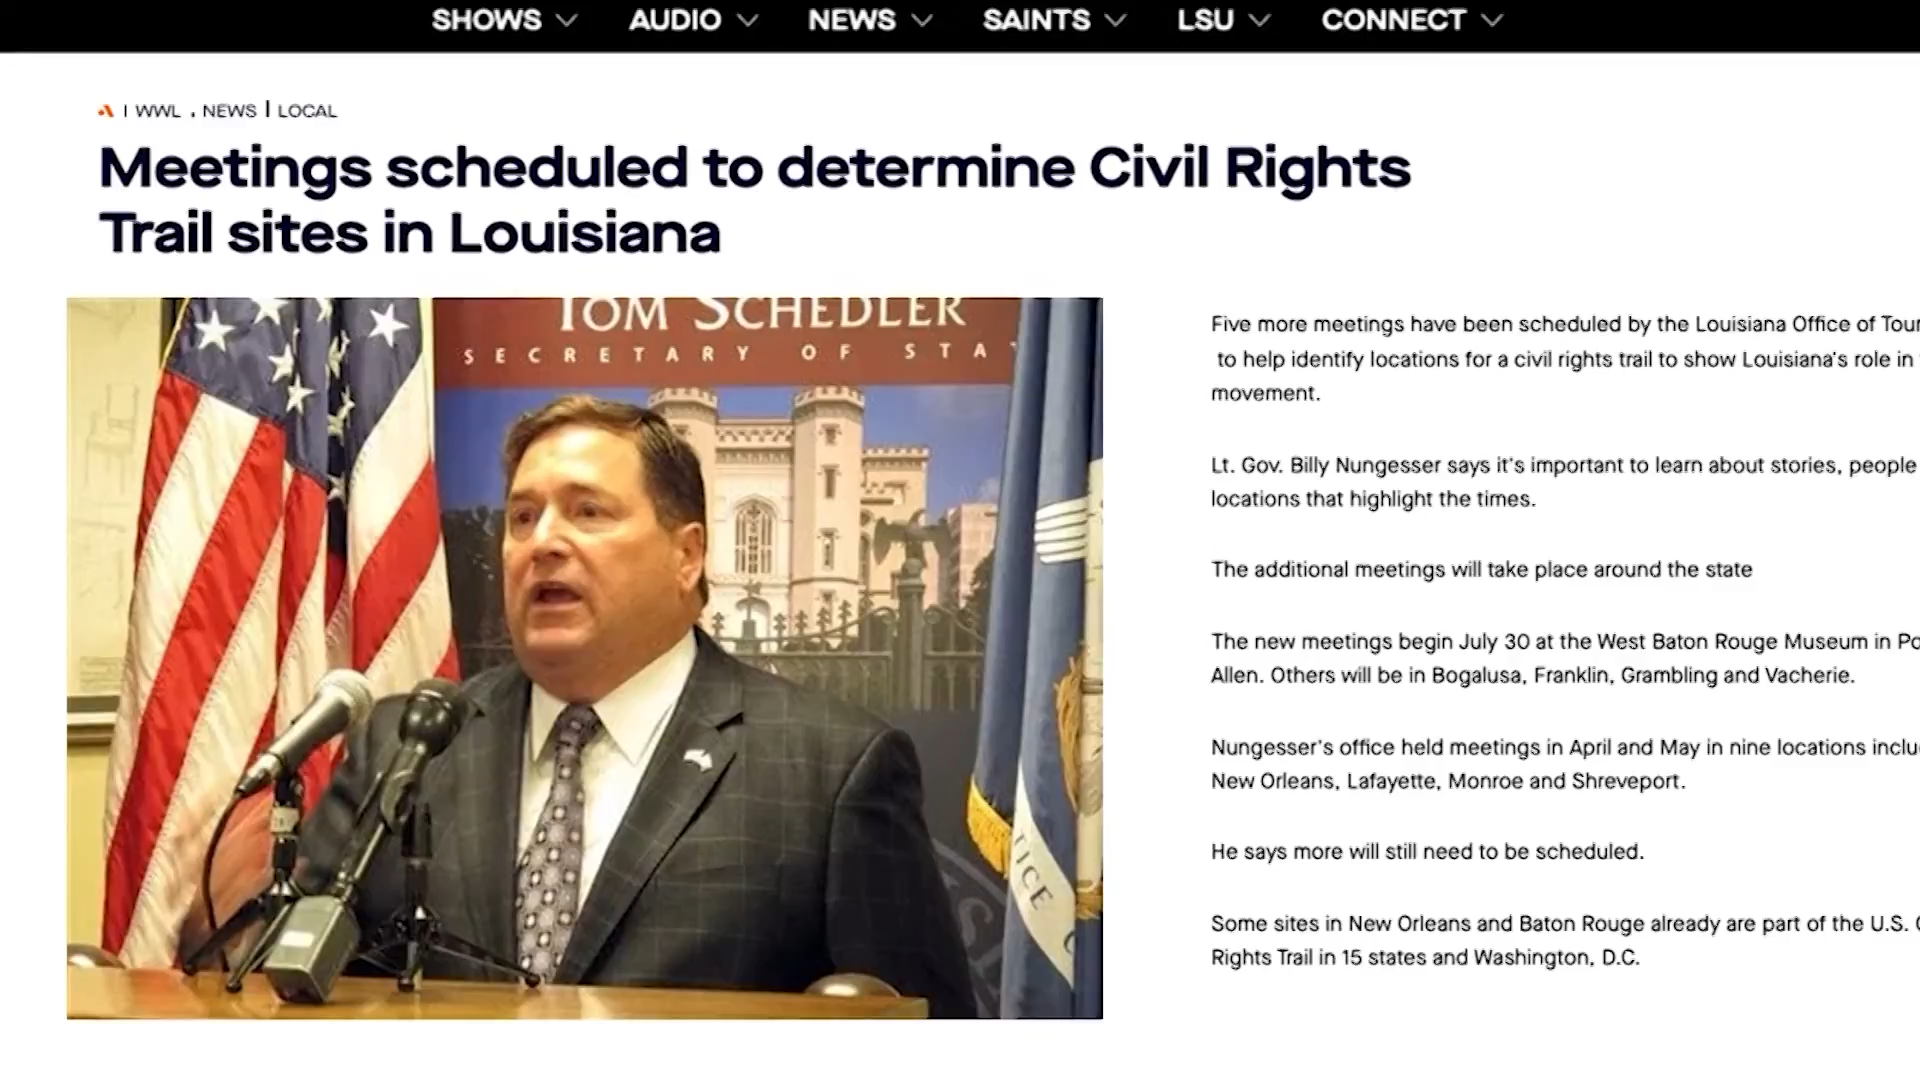 SHOWS AUDIO NEWS SAINTS LSU CONNECT
WWL . NEWS | LOCAL
Meetings scheduled to determine Civil Rights
Trail sites in Louisiana
TOM SCHEDLER
SECRETARY OF STA
TICE
Five more meetings have been scheduled by the Louisiana Office of Tour
to help identify locations for a civil rights trail to show Louisiana's role in
movement.
Lt. Gov. Billy Nungesser says it's important to learn about stories, people
locations that highlight the times.
The additional meetings will take place around the state
The new meetings begin July 30 at the West Baton Rouge Museum in Po
Allen. Others will be in Bogalusa, Franklin, Grambling and Vacherie.
Nungesser's office held meetings in April and May in nine locations inclu
New Orleans, Lafayette, Monroe and Shreveport.
He says more will still need to be scheduled.
Some sites in New Orleans and Baton Rouge already are part of the U.S. C
Rights Trail in 15 states and Washington, D.C.